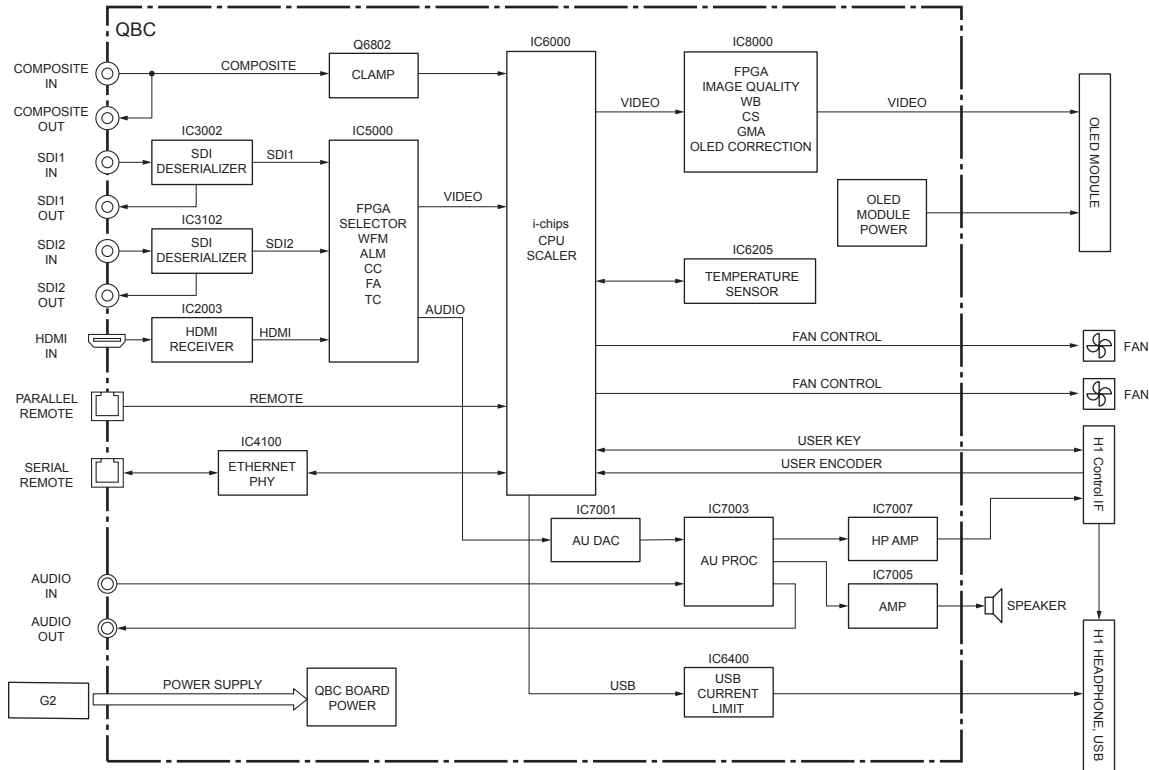 QBC
COMPOSITE
IN
COMPOSITE
OUT
SDI1
IN
SDI1
OUT
SDI2
IN
SDI2
OUT
HDMI
IN
PARALLEL
REMOTE
SERIAL
REMOTE
AUDIO
IN
AUDIO
OUT
G2
POWER SUPPLY
QBC BOARD
POWER
COMPOSITE
Q6802
CLAMP
IC3002
SDI
DESERIALIZER
SDI1
IC3102
SDI
DESERIALIZER
SDI2
IC2003
HDMI
RECEIVER
HDMI
IC5000
FPGA
SELECTOR
WFM
ALM
CC
FA
TC
VIDEO
AUDIO
REMOTE
IC4100
ETHERNET
PHY
IC6000
i-chips
CPU
SCALER
VIDEO
IC8000
FPGA
IMAGE QUALITY
WB
CS
GMA
OLED CORRECTION
VIDEO
OLED MODULE
OLED
MODULE
POWER
IC6205
TEMPERATURE
SENSOR
FAN CONTROL
FAN
FAN CONTROL
FAN
USER KEY
USER ENCODER
H1 Control IF
IC7001
AU DAC
IC7003
AU PROC
IC7007
HP AMP
IC7005
AMP
SPEAKER
USB
IC6400
USB
CURRENT
LIMIT
H1 HEADPHONE, USB